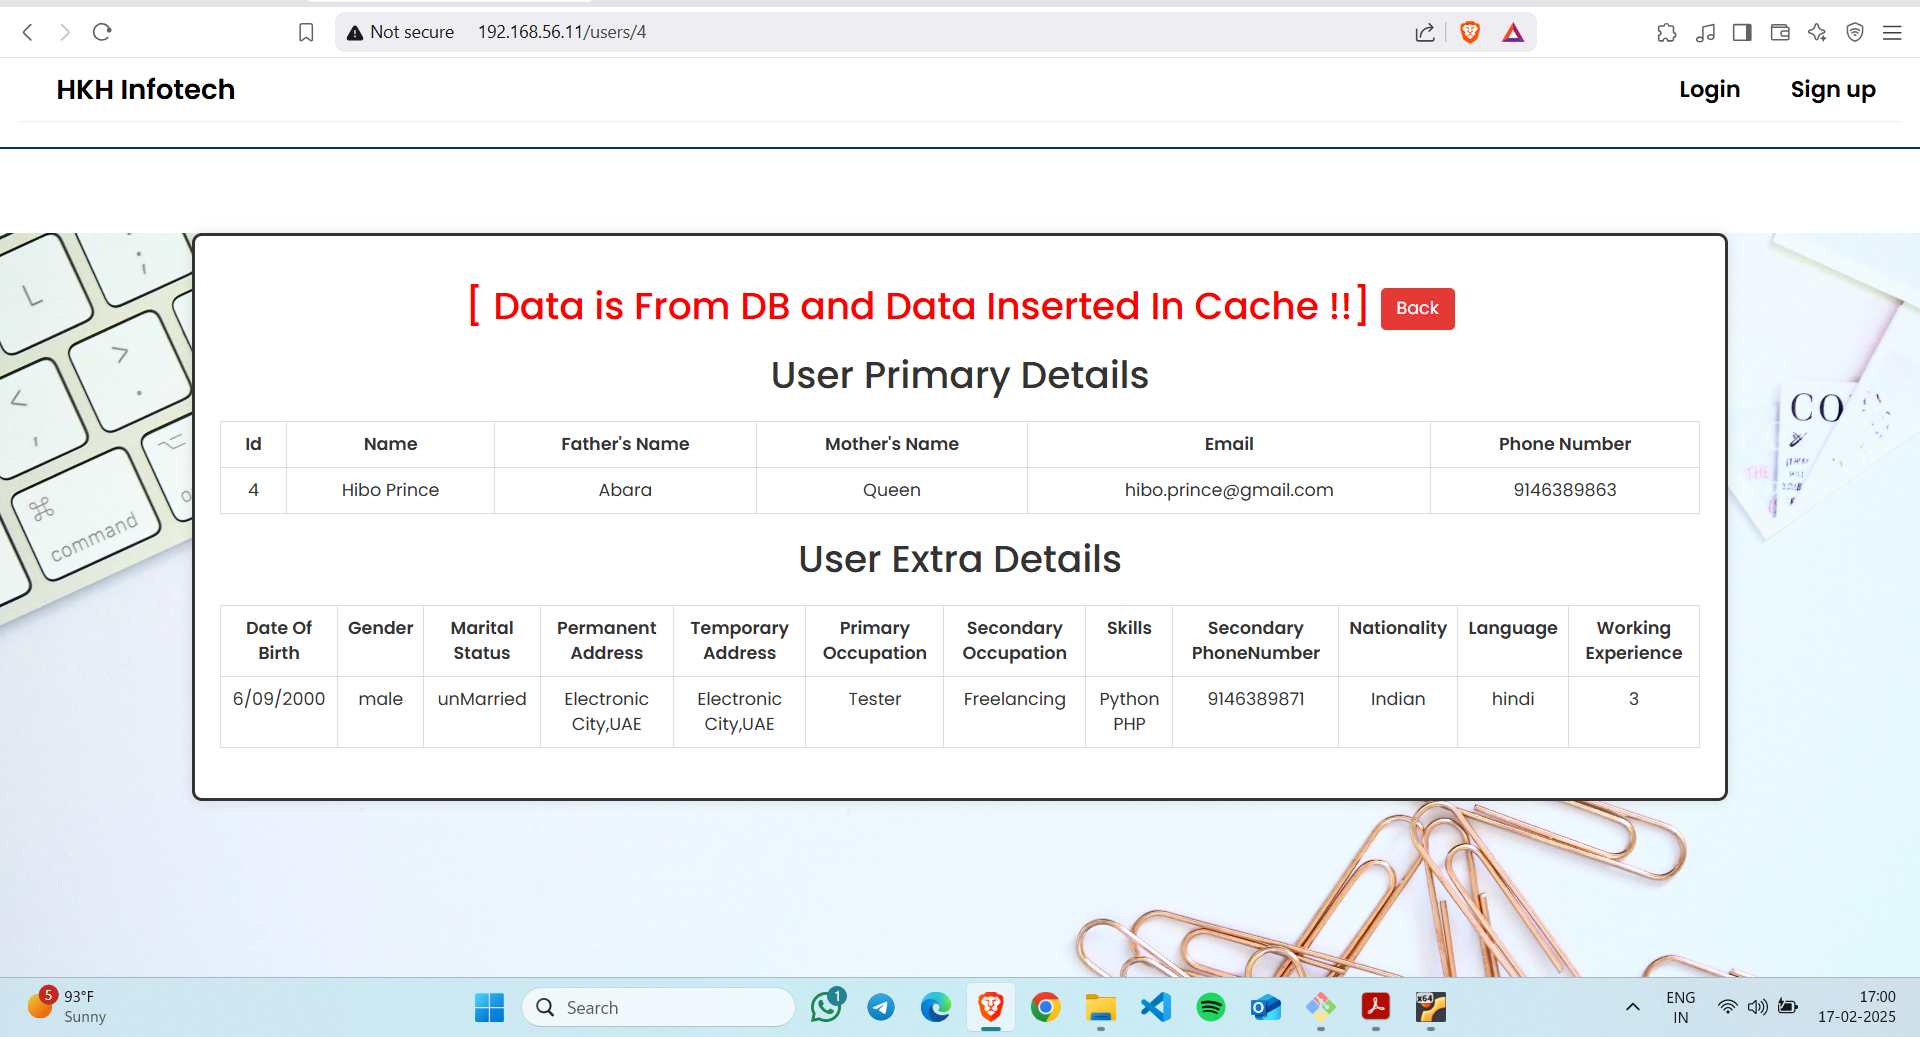 Not secure 192.168.56.11/users/4
HKH Infotech
Login Sign up
[ Data is From DB and Data Inserted In Cache !!] Back
User Primary Details
Id Name Father's Name Mother's Name Email Phone Number
4 Hibo Prince Abara Queen hibo.prince@gmail.com 9146389863
User Extra Details
Date Of Birth Gender Marital Status Permanent Address Temporary Address Primary Occupation Secondary Occupation Skills Secondary PhoneNumber Nationality Language Working Experience
6/09/2000 male unMarried Electronic City,UAE Electronic City,UAE Tester Freelancing Python PHP 9146389871 Indian hindi 3
L
;
>
.
<
,
command
CO
THE
5 93°F
Sunny
Search
1
x64
ENG
IN
17:00
17-02-2025